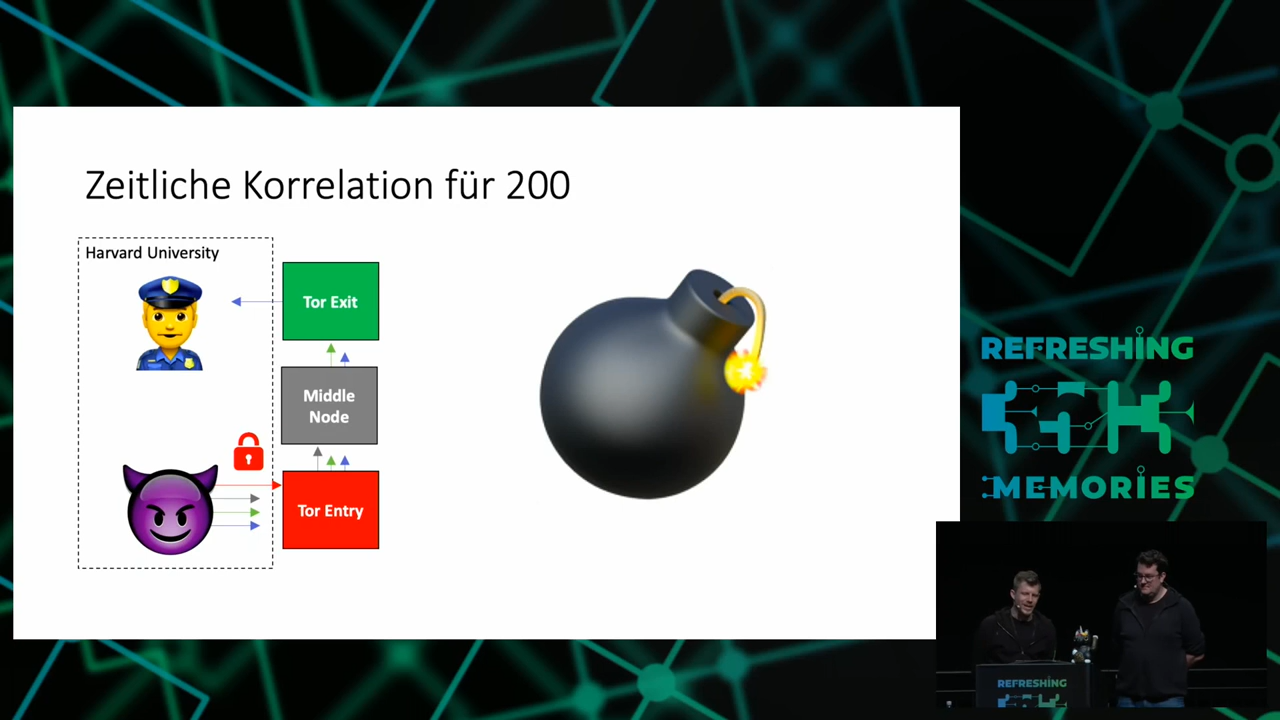 Zeitliche Korrelation für 200
Harvard University
Tor Exit
Middle
Node
Tor Entry
REFRESHING
MEMORIES
REFRESHING